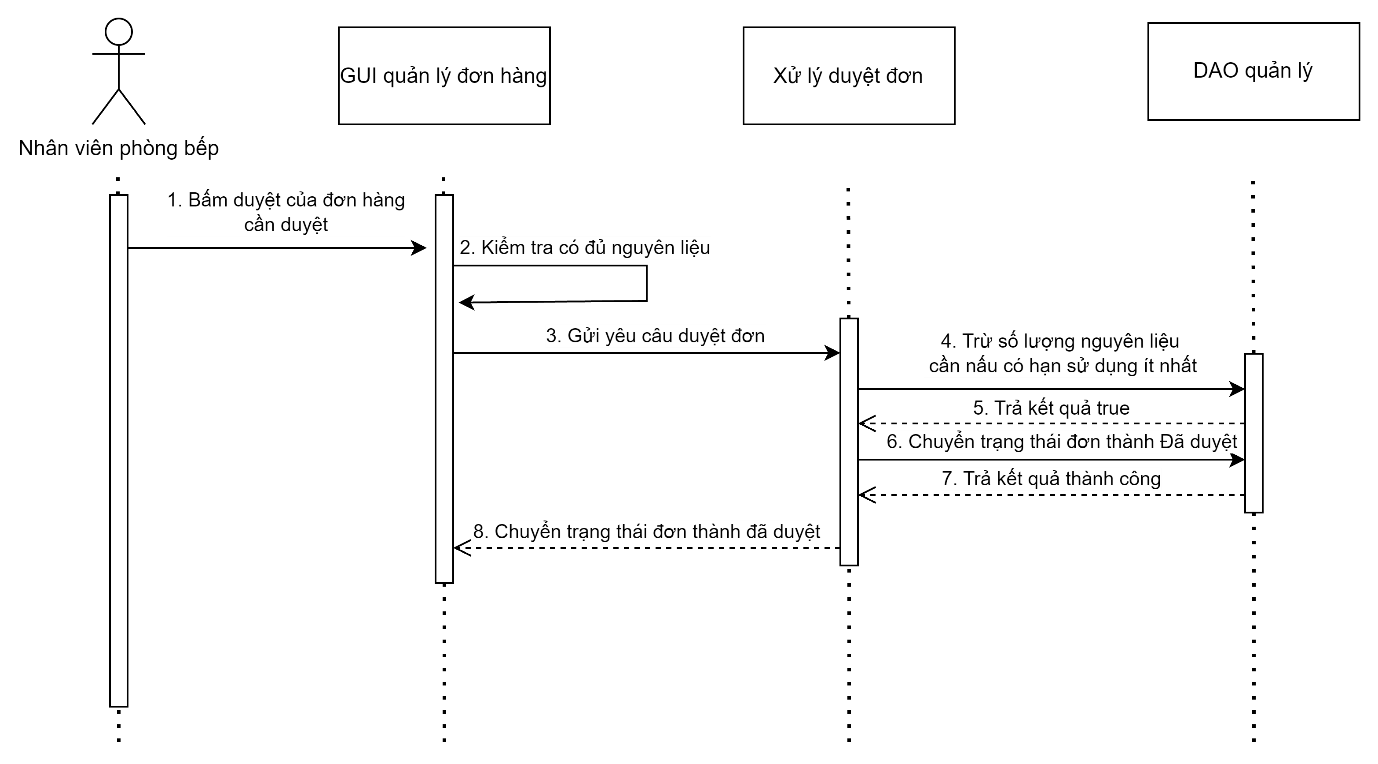 GUI quản lý đơn hàng
Xử lý duyệt đơn
DAO quản lý
Nhân viên phòng bếp
1. Bấm duyệt của đơn hàng
cần duyệt
2. Kiểm tra có đủ nguyên liệu
3. Gửi yêu câu duyệt đơn
4. Trừ số lượng nguyên liệu
cần nấu có hạn sử dụng ít nhất
5. Trả kết quả true
6. Chuyển trạng thái đơn thành Đã duyệt
7. Trả kết quả thành công
8. Chuyển trạng thái đơn thành đã duyệt